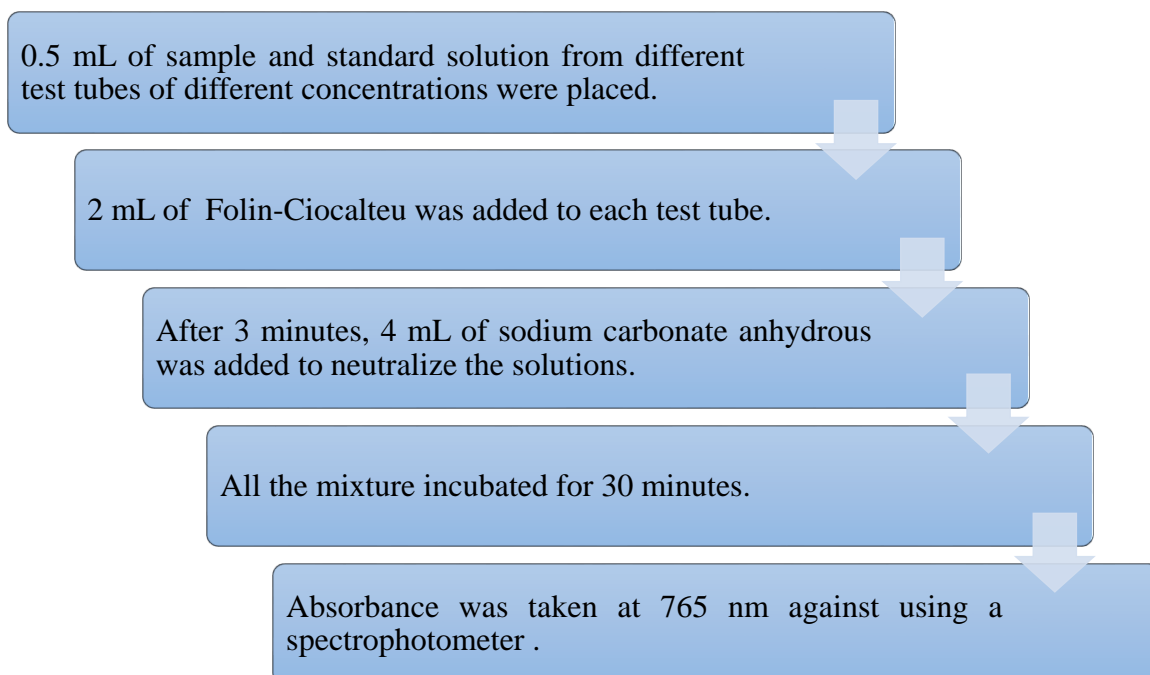 0.5 mL of sample and standard solution from different
test tubes of different concentrations were placed.
2 mL of Folin-Ciocalteu was added to each test tube.
After 3 minutes, 4 mL of sodium carbonate anhydrous
was added to neutralize the solutions.
All the mixture incubated for 30 minutes.
Absorbance was taken at 765 nm against using a
spectrophotometer .